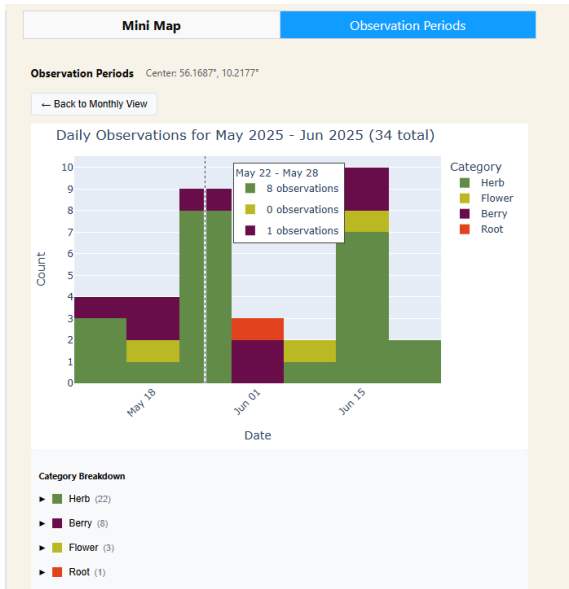 Mini Map
Observation Periods
Observation Periods Center: 56.1687°, 10.2177°
← Back to Monthly View
Daily Observations for May 2025 - Jun 2025 (34 total)
Category
Herb
Flower
Berry
Root
May 22 - May 28
8 observations
0 observations
1 observations
Count
10
9
8
7
6
5
4
3
2
1
0
May 18
Jun 01
Jun 15
Date
Category Breakdown
► Herb (22)
► Berry (8)
► Flower (3)
► Root (1)